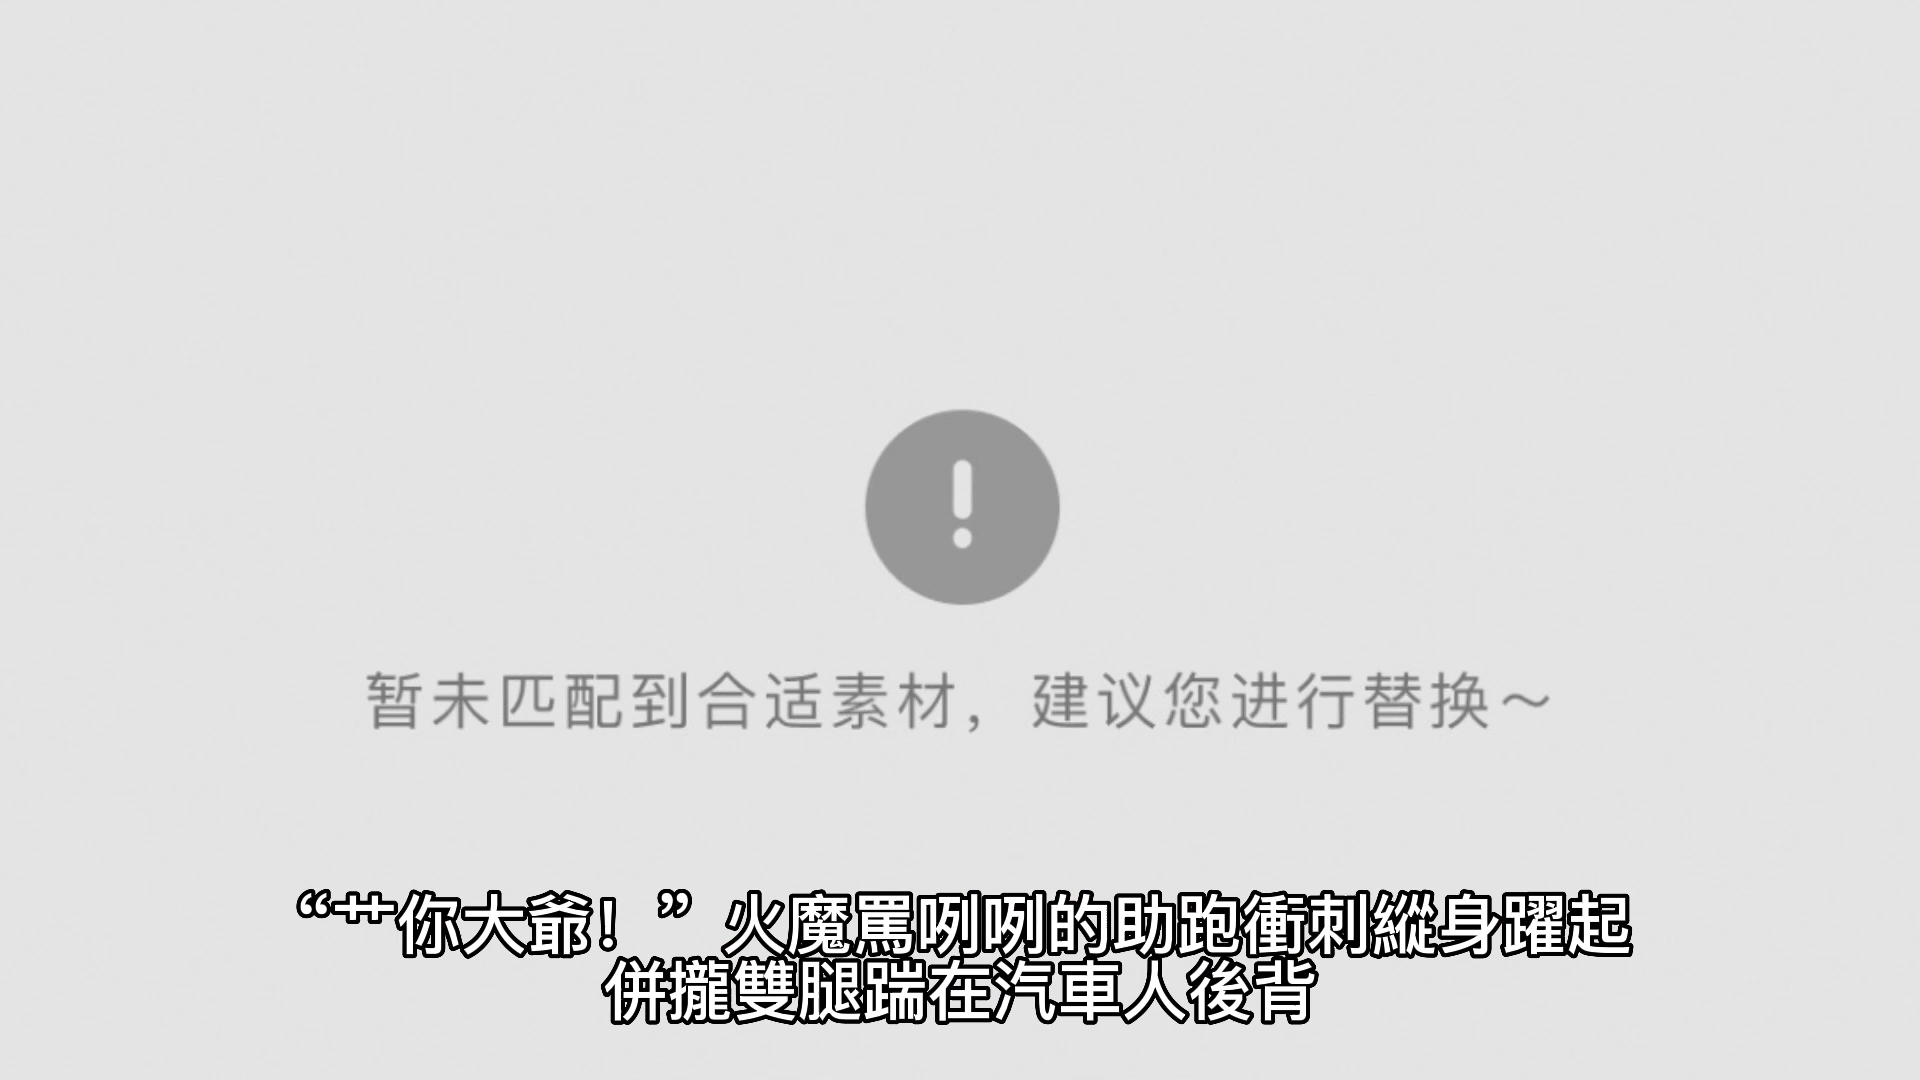 暂未匹配到合适素材，建议您进行替换～
“艹你大爺！”火魔罵咧咧的助跑衝刺縱身躍起
併攏雙腿踹在汽車人後背